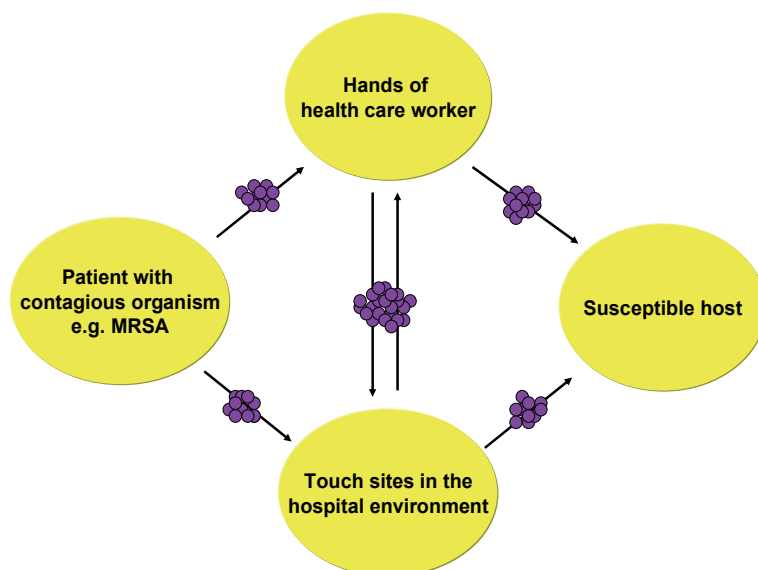 Hands of
health care worker
Patient with
contagious organism
e.g. MRSA
Susceptible host
Touch sites in the
hospital environment